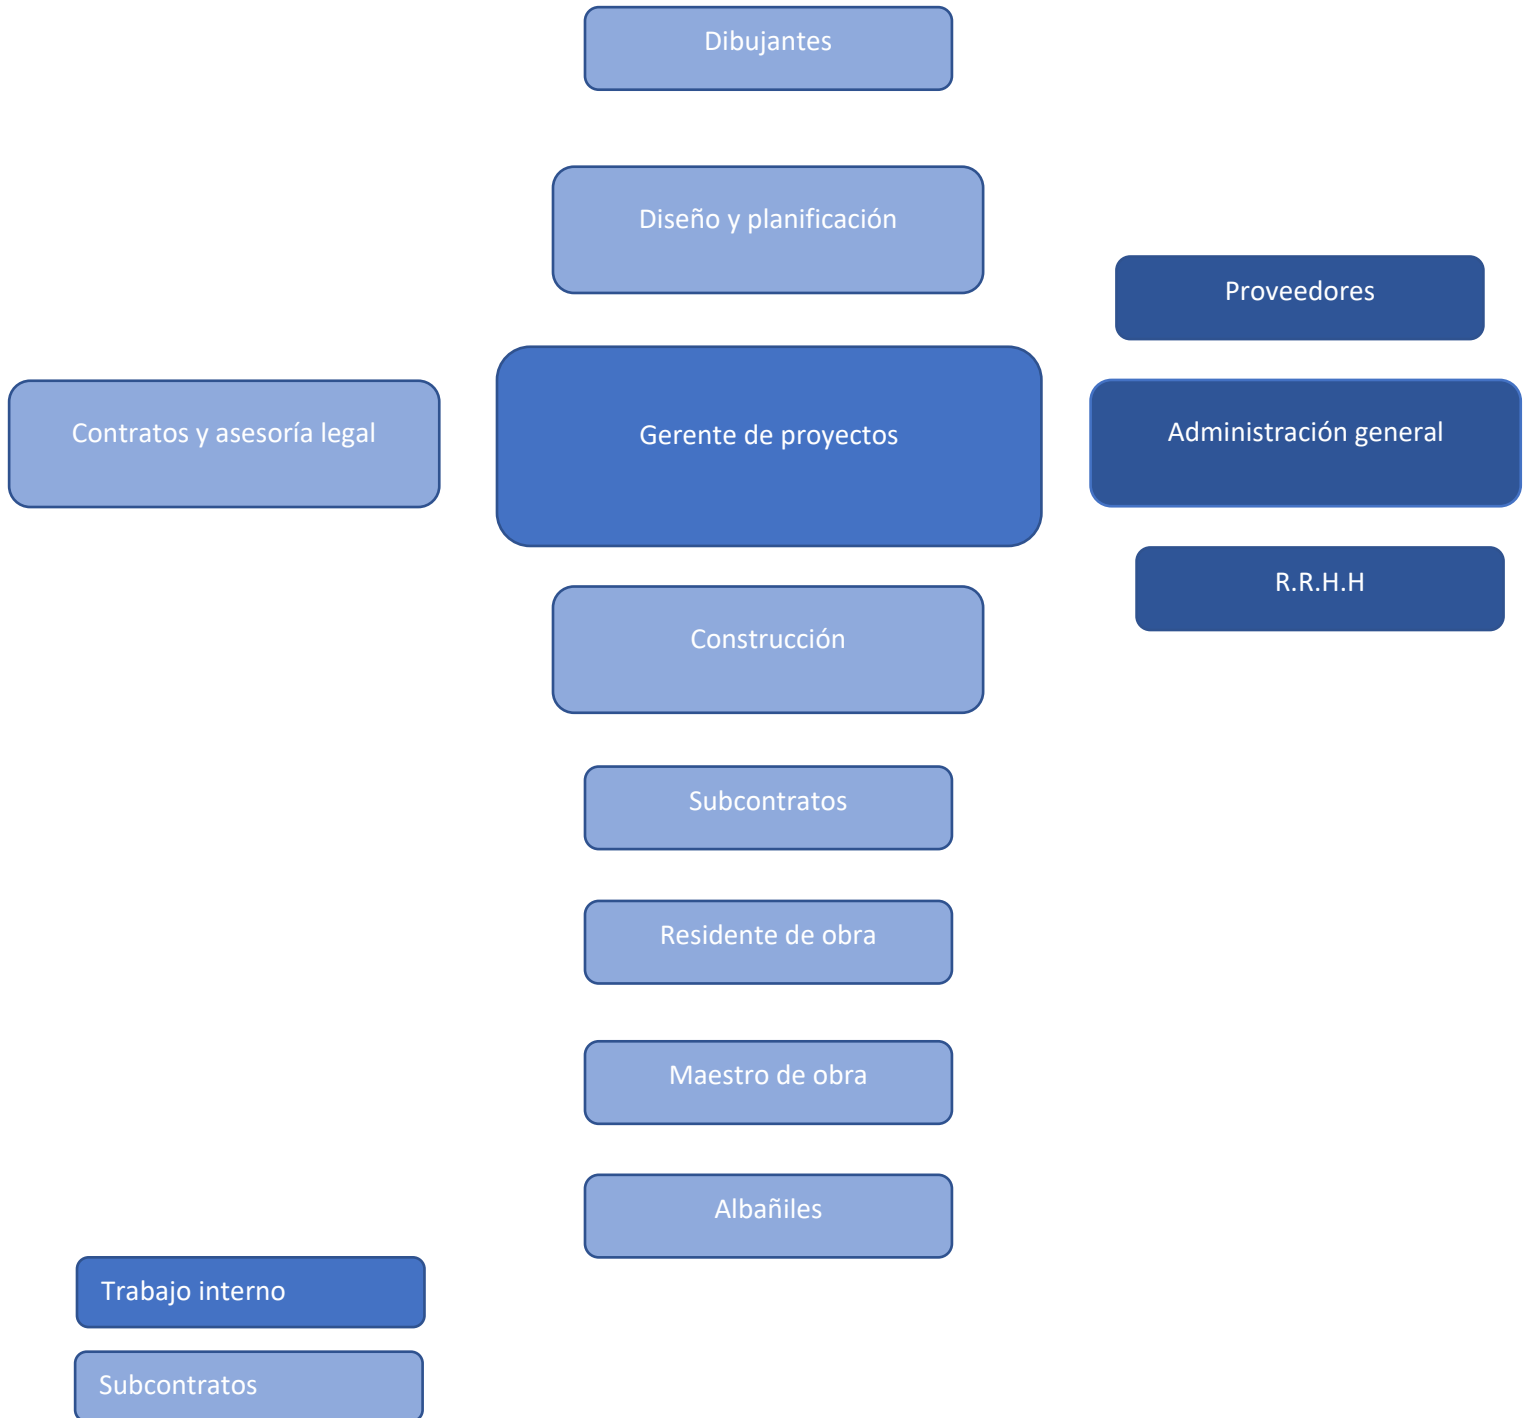 Dibujantes
Diseño y planificación
Proveedores
Contratos y asesoría legal
Gerente de proyectos
Administración general
R.R.H.H
Construcción
Subcontratos
Residente de obra
Maestro de obra
Albañiles
Trabajo interno
Subcontratos